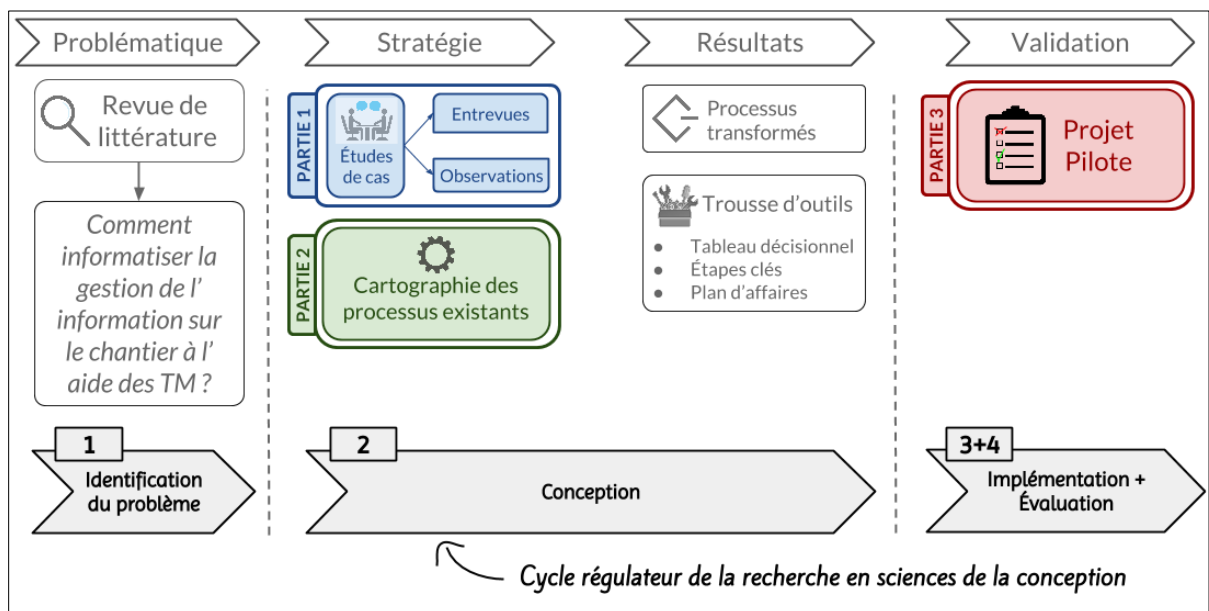 Problématique
Stratégie
Résultats
Validation
Revue de
littérature
Comment
informatiser la
gestion de l’
information sur
le chantier à l’
aide des TM ?
PARTIE 1
Études
de cas
Entrevues
Observations
PARTIE 2
Cartographie des
processus existants
Processus
transformés
Trousse d’outils
● Tableau décisionnel
● Étapes clés
● Plan d’affaires
PARTIE 3
Projet
Pilote
1
Identification
du problème
2
Conception
3+4
Implémentation +
Évaluation
Cycle régulateur de la recherche en sciences de la conception